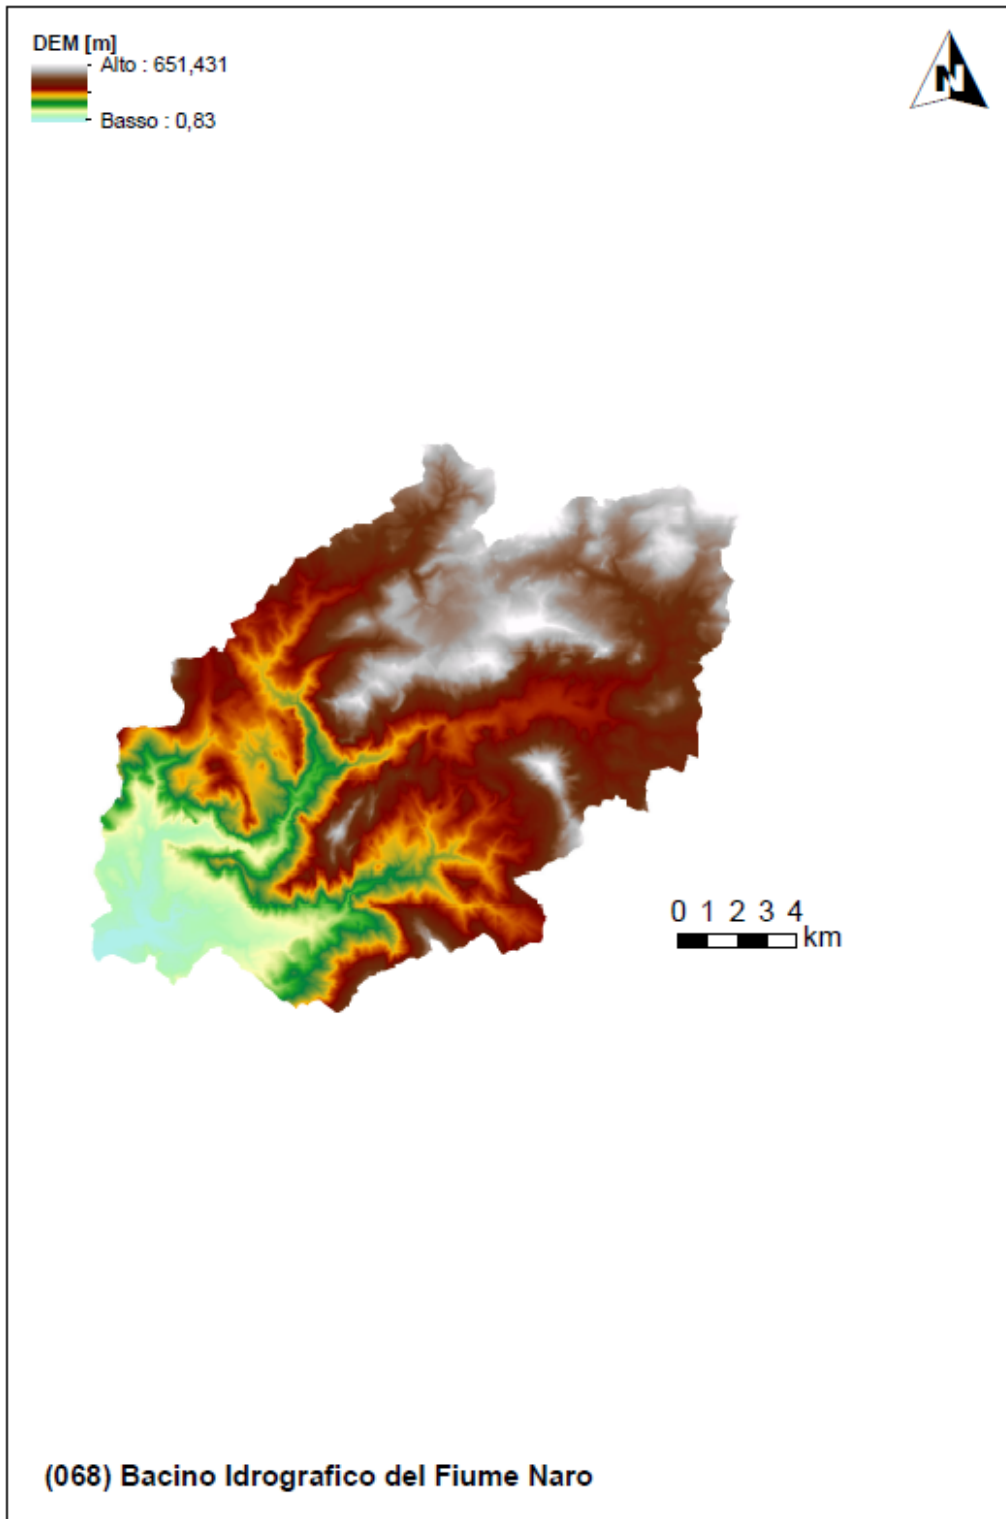 DEM [m]
Alto : 651,431
Basso : 0,83
N
0 1 2 3 4
km
(068) Bacino Idrografico del Fiume Naro